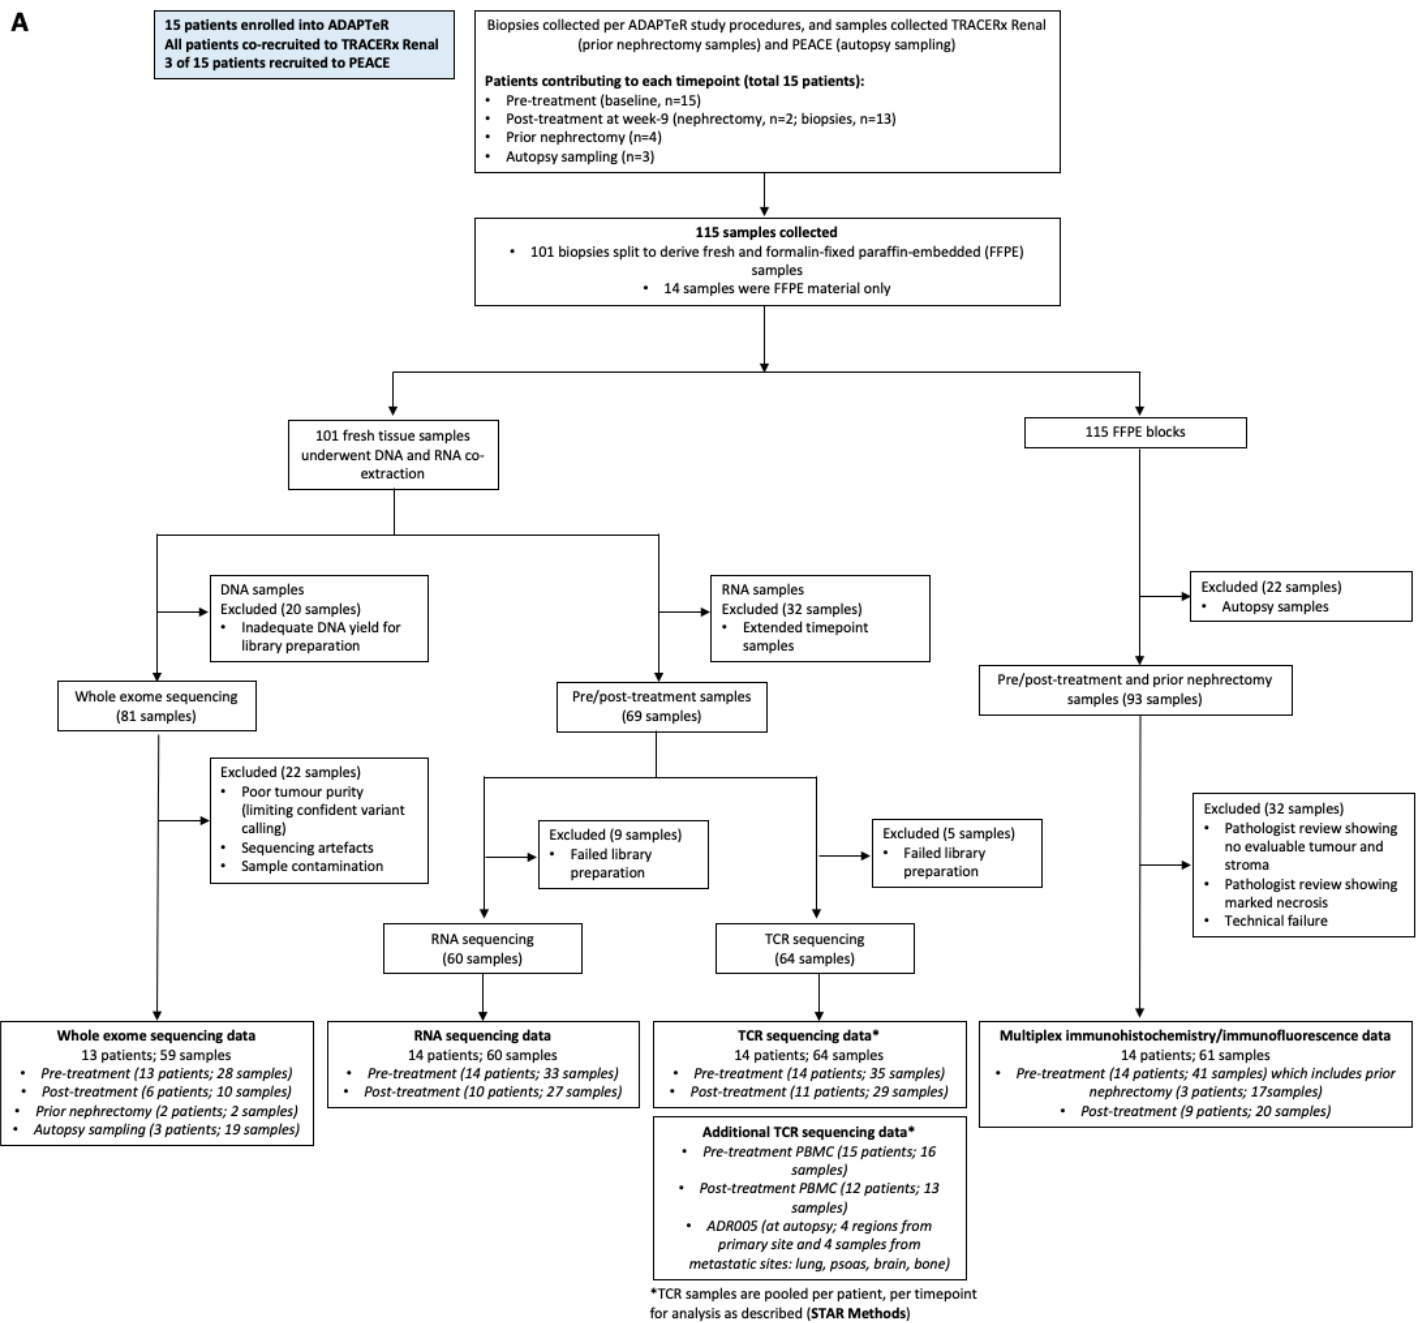 A
15 patients enrolled into ADAPTeR
All patients co-recruited to TRACERx Renal
3 of 15 patients recruited to PEACE
Biopsies collected per ADAPTeR study procedures, and samples collected TRACERx Renal
(prior nephrectomy samples) and PEACE (autopsy sampling)
Patients contributing to each timepoint (total 15 patients):
• Pre-treatment (baseline, n=15)
• Post-treatment at week-9 (nephrectomy, n=2; biopsies, n=13)
• Prior nephrectomy (n=4)
• Autopsy sampling (n=3)
115 samples collected
• 101 biopsies split to derive fresh and formalin-fixed paraffin-embedded (FFPE)
samples
• 14 samples were FFPE material only
101 fresh tissue samples
underwent DNA and RNA co-
extraction
115 FFPE blocks
DNA samples
Excluded (20 samples)
• Inadequate DNA yield for
library preparation
RNA samples
Excluded (32 samples)
• Extended timepoint
samples
Excluded (22 samples)
• Autopsy samples
Whole exome sequencing
(81 samples)
Pre/post-treatment samples
(69 samples)
Pre/post-treatment and prior nephrectomy
samples (93 samples)
Excluded (22 samples)
• Poor tumour purity
(limiting confident variant
calling)
• Sequencing artefacts
• Sample contamination
Excluded (9 samples)
• Failed library
preparation
Excluded (5 samples)
• Failed library
preparation
Excluded (32 samples)
• Pathologist review showing
no evaluable tumour and
stroma
• Pathologist review showing
marked necrosis
• Technical failure
RNA sequencing
(60 samples)
TCR sequencing
(64 samples)
Whole exome sequencing data
13 patients; 59 samples
• Pre-treatment (13 patients; 28 samples)
• Post-treatment (6 patients; 10 samples)
• Prior nephrectomy (2 patients; 2 samples)
• Autopsy sampling (3 patients; 19 samples)
RNA sequencing data
14 patients; 60 samples
• Pre-treatment (14 patients; 33 samples)
• Post-treatment (10 patients; 27 samples)
TCR sequencing data*
14 patients; 64 samples
• Pre-treatment (14 patients; 35 samples)
• Post-treatment (11 patients; 29 samples)
Multiplex immunohistochemistry/immunofluorescence data
14 patients; 61 samples
• Pre-treatment (14 patients; 41 samples) which includes prior
nephrectomy (3 patients; 17samples)
• Post-treatment (9 patients; 20 samples)
Additional TCR sequencing data*
• Pre-treatment PBMC (15 patients; 16
samples)
• Post-treatment PBMC (12 patients; 13
samples)
• ADR005 (at autopsy; 4 regions from
primary site and 4 samples from
metastatic sites: lung, psoas, brain, bone)
*TCR samples are pooled per patient, per timepoint
for analysis as described (STAR Methods)